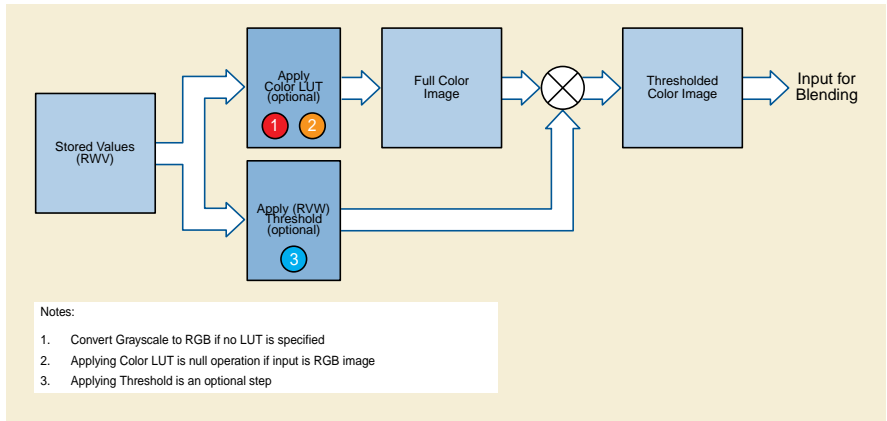 Stored Values
(RWV)
Apply
Color LUT
(optional)
1 2
Full Color
Image
Thresholded
Color Image
Input for
Blending
Apply (RVW)
Threshold
(optional)
3
Notes:
1. Convert Grayscale to RGB if no LUT is specified
2. Applying Color LUT is null operation if input is RGB image
3. Applying Threshold is an optional step